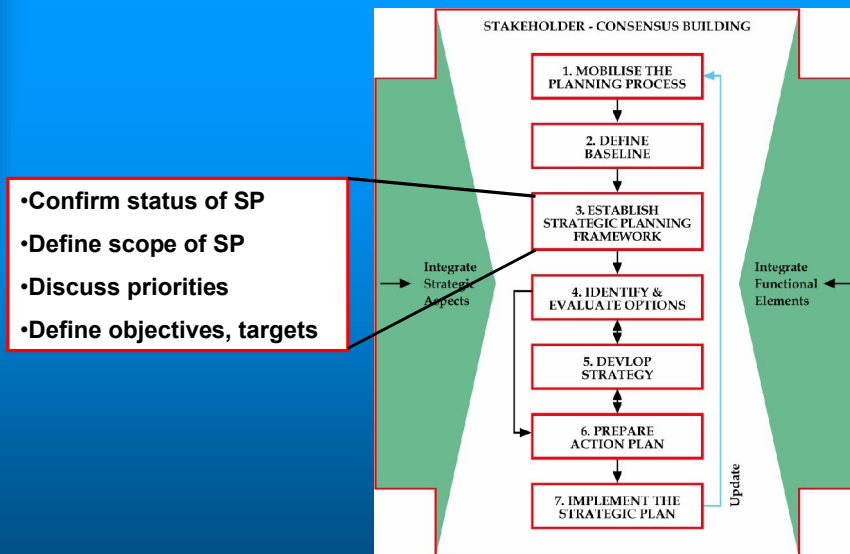 STAKEHOLDER - CONSENSUS BUILDING
1. MOBILISE THE
PLANNING PROCESS
2. DEFINE
BASELINE
•Confirm status of SP
•Define scope of SP
•Discuss priorities
•Define objectives, targets
3. ESTABLISH
STRATEGIC PLANNING
FRAMEWORK
Integrate
Strategic
Aspects
4. IDENTIFY &
EVALUATE OPTIONS
Integrate
Functional
Elements
5. DEVLOP
STRATEGY
6. PREPARE
ACTION PLAN
7. IMPLEMENT THE
STRATEGIC PLAN
Update